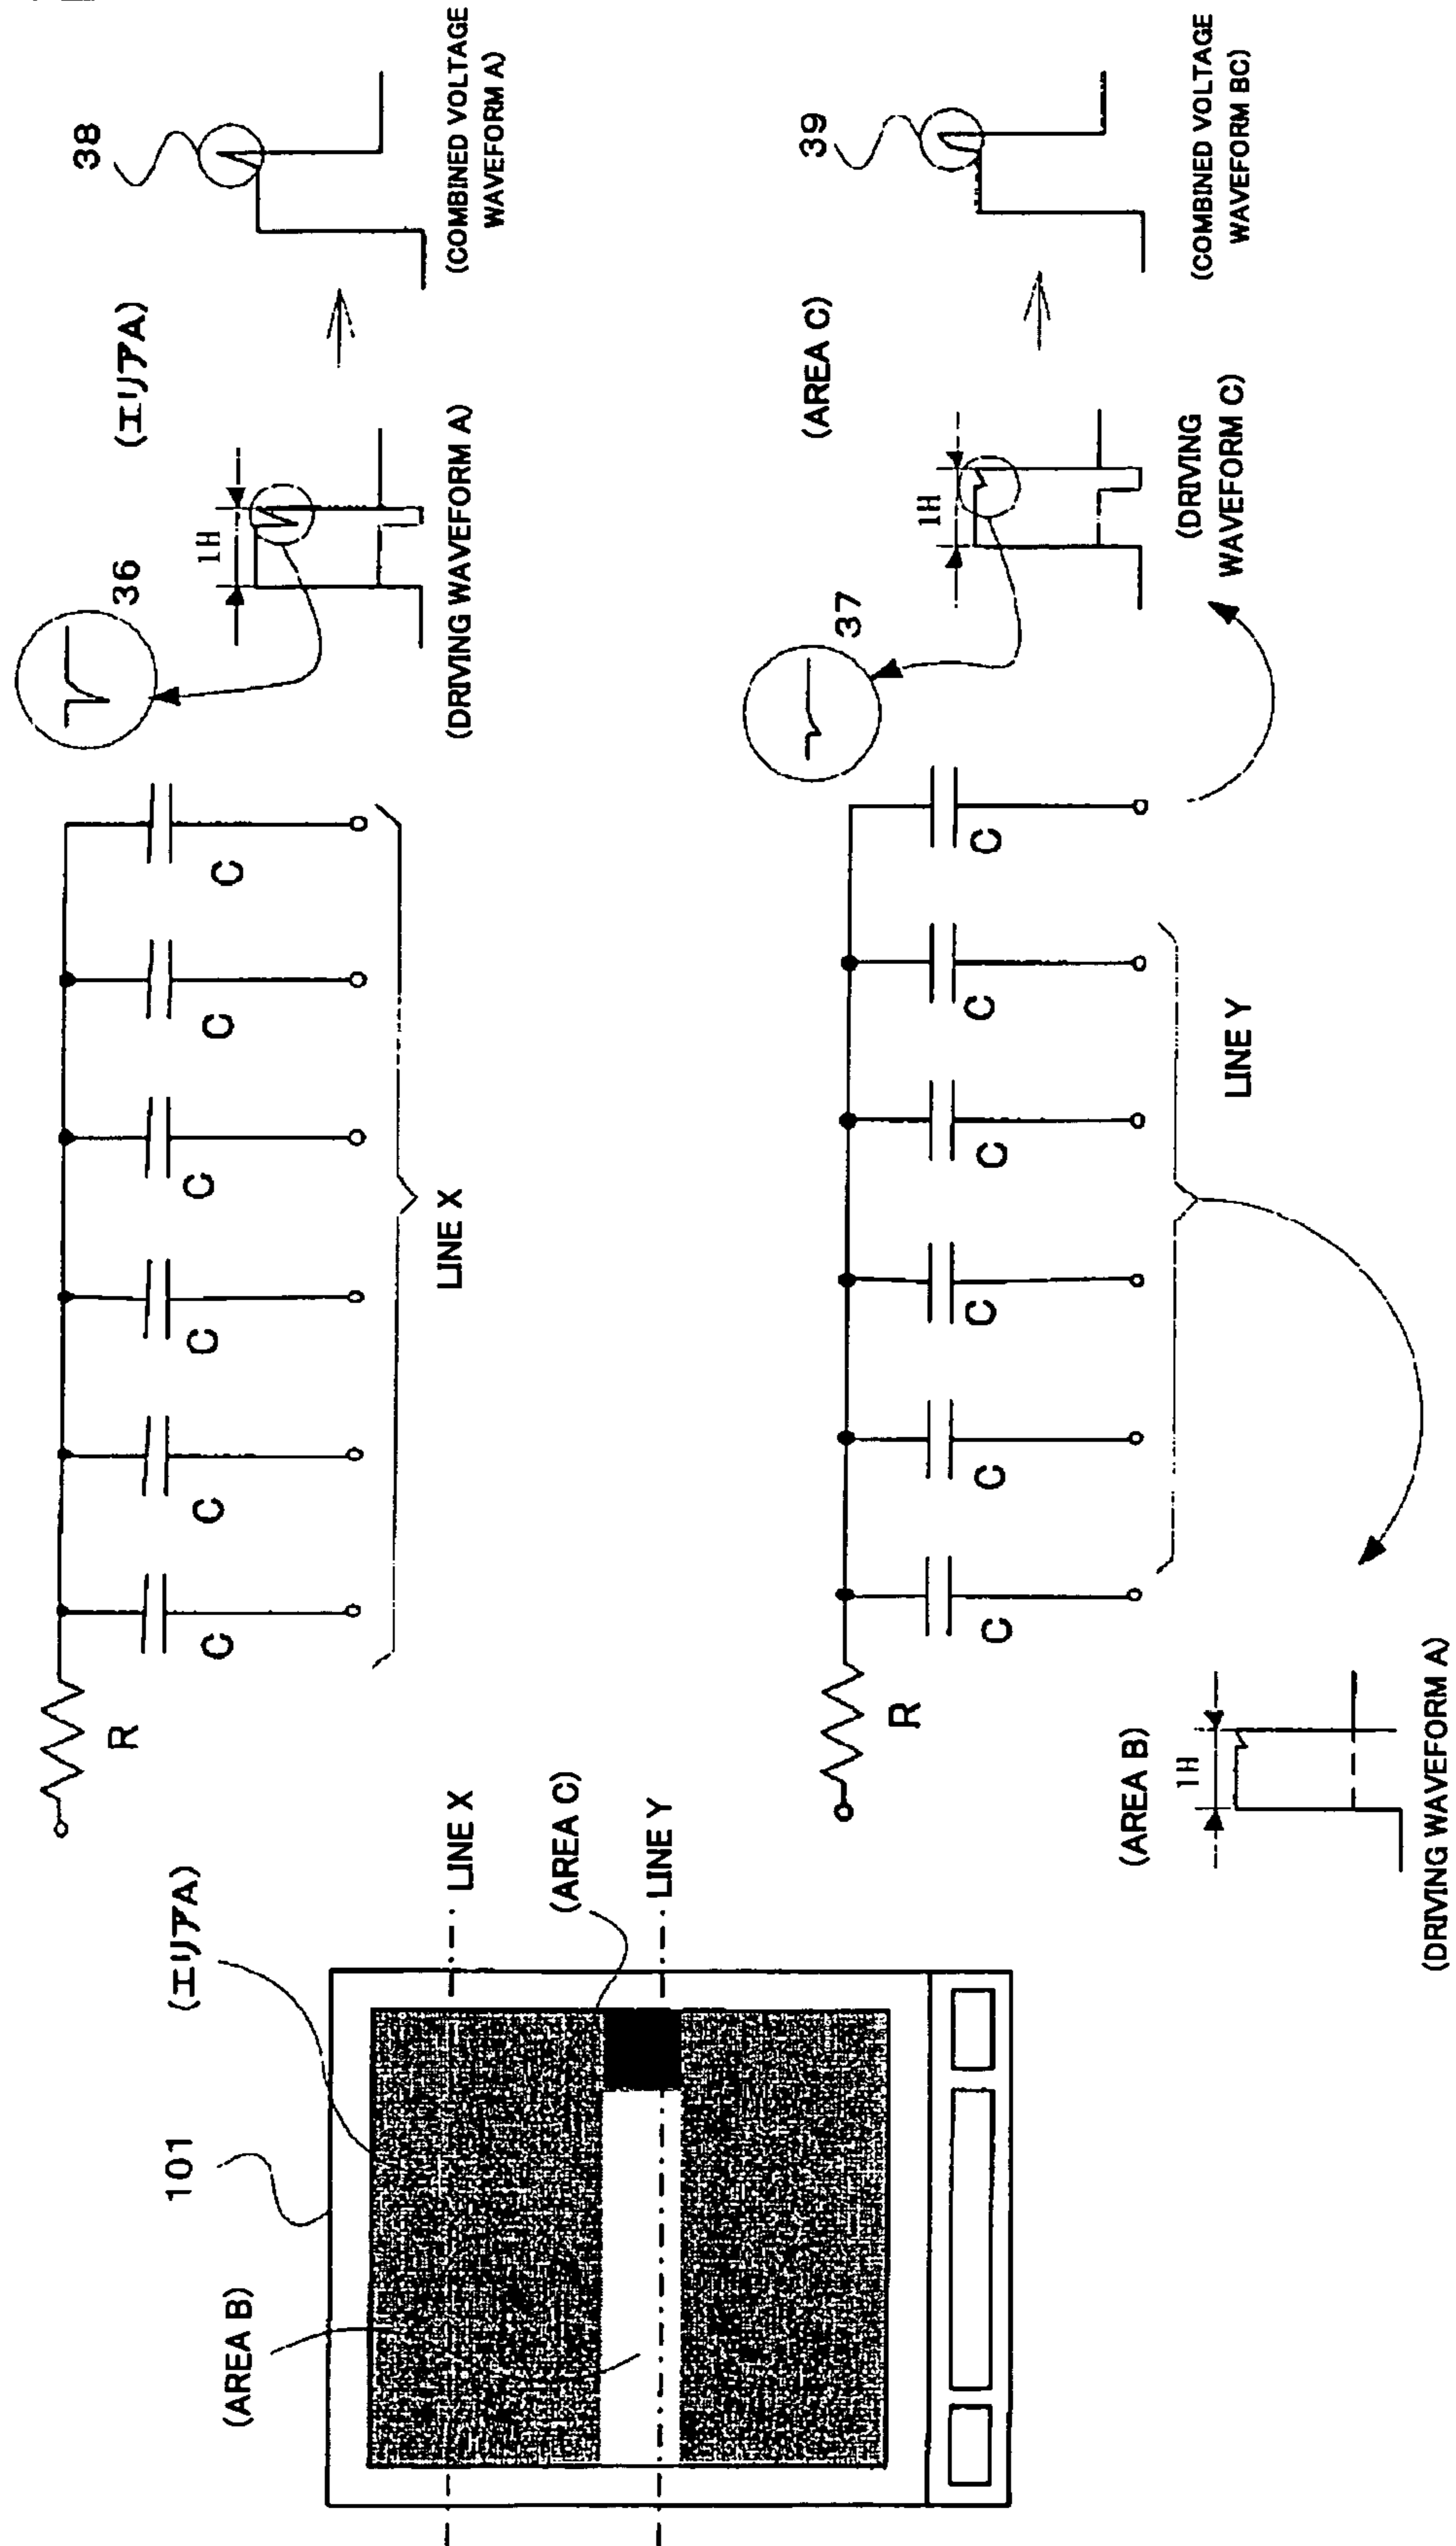 101
(AREA B)
(エリアA)
LINE X
(AREA C)
LINE Y
R
C
C
C
C
C
C
LINE X
36
1H
(エリアA)
(DRIVING WAVEFORM A)
38
(COMBINED VOLTAGE
WAVEFORM A)
R
C
C
C
C
C
C
LINE Y
(AREA B)
1H
(DRIVING WAVEFORM A)
37
1H
(AREA C)
(DRIVING
WAVEFORM C)
39
(COMBINED VOLTAGE
WAVEFORM BC)